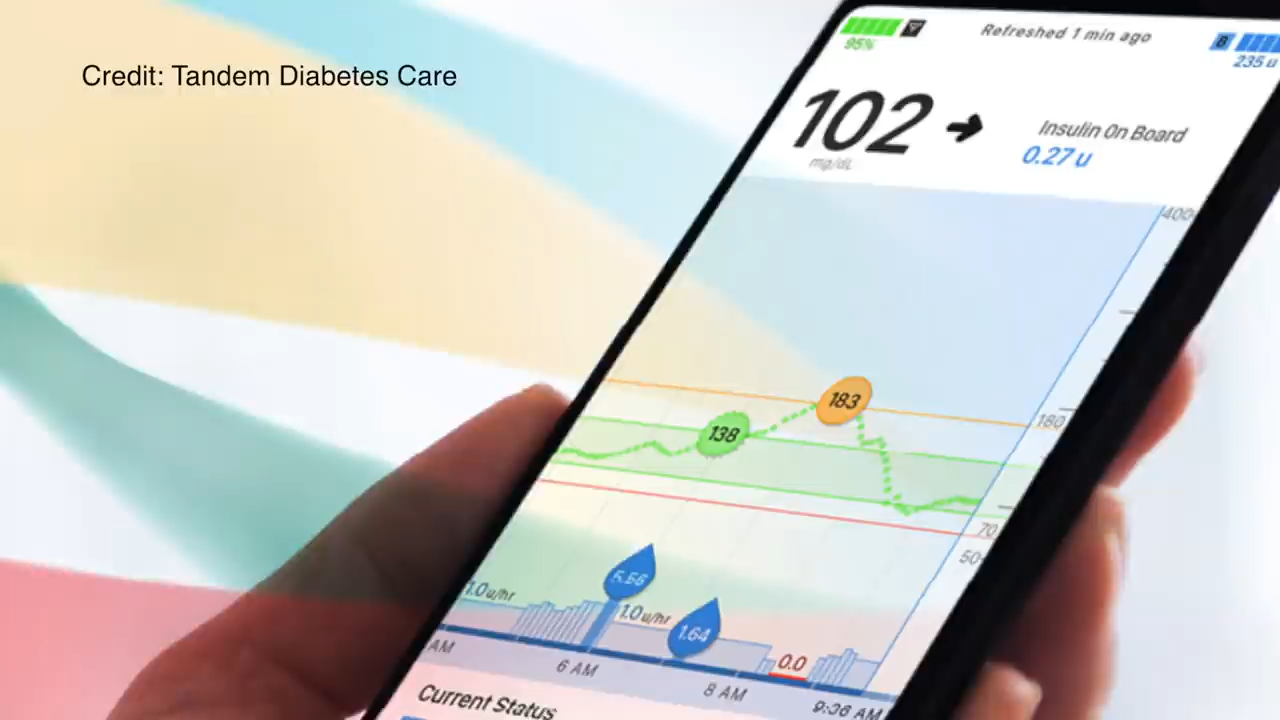 Credit: Tandem Diabetes Care
95%
Refreshed 1 min ago
B
235 u
102
mg/dL
Insulin On Board
0.27 u
400
183
180
138
70
50
5.56
1.0 u/hr
1.0 u/hr
1.64
0.0
AM
6 AM
8 AM
9:36 AM
Current Status